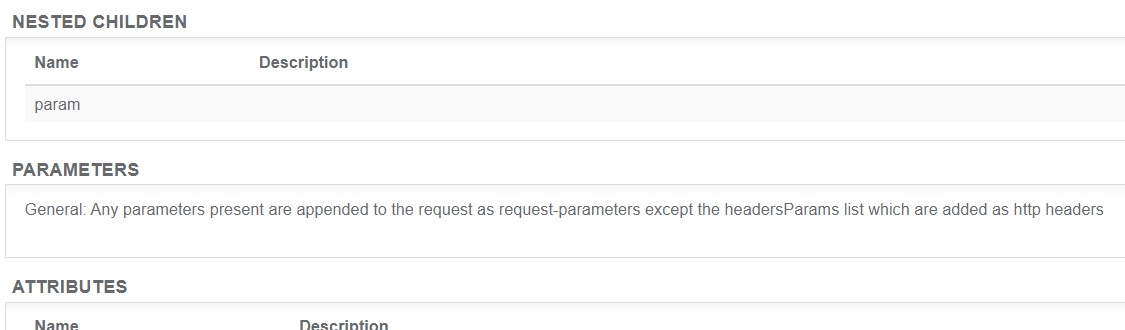 NESTED CHILDREN
Name Description
param
PARAMETERS
General: Any parameters present are appended to the request as request-parameters except the headersParams list which are added as http headers
ATTRIBUTES
Name Description